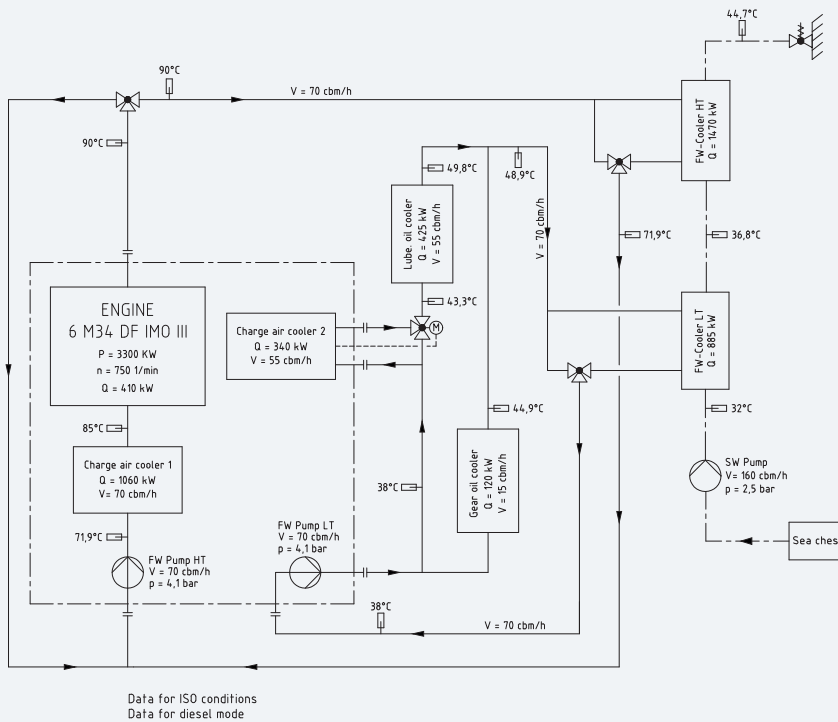 44,7°C
90°C
V = 70 cbm/h
FW-Cooler HT
Q = 1470 kW
90°C
49,8°C
48,9°C
Lube. oil cooler
Q = 425 kW
V = 55 cbm/h
V = 70 cbm/h
71,9°C
36,8°C
43,3°C
ENGINE
6 M34 DF IMO III
P = 3300 KW
n = 750 1/min
Q = 410 kW
Charge air cooler 2
Q = 340 kW
V = 55 cbm/h
M
FW-Cooler LT
Q = 885 kW
85°C
44,9°C
32°C
Charge air cooler 1
Q = 1060 kW
V= 70 cbm/h
38°C
Gear oil cooler
Q = 120 kW
V = 15 cbm/h
SW Pump
V= 160 cbm/h
p = 2,5 bar
71,9°C
FW Pump LT
V = 70 cbm/h
p = 4,1 bar
FW Pump HT
V = 70 cbm/h
p = 4,1 bar
Sea ches
38°C
V = 70 cbm/h
Data for ISO conditions
Data for diesel mode